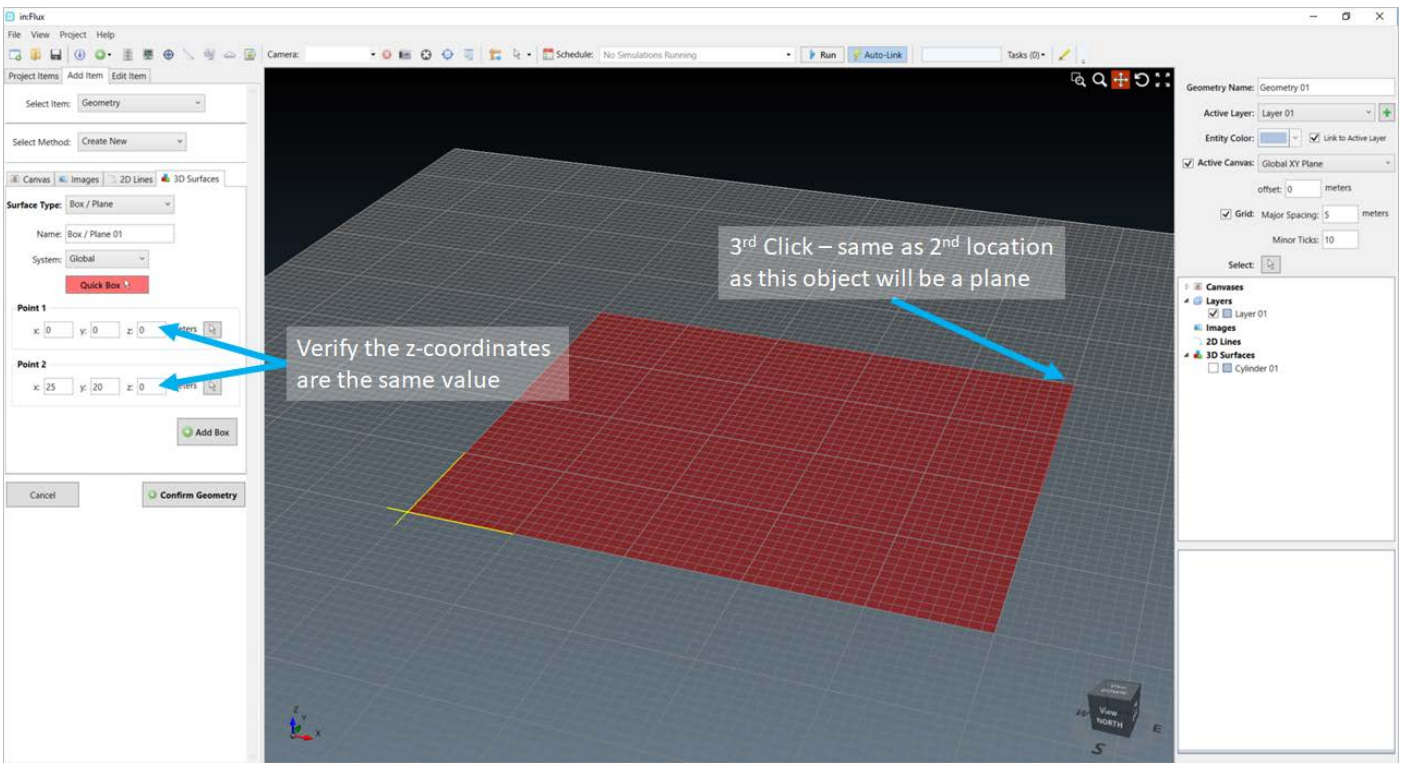 in:Flux
File View Project Help
Camera:
Schedule: No Simulations Running
Run
Auto-Link
Tasks (0)
Project Items Add Item Edit Item
Select Item: Geometry
Select Method: Create New
Canvas Images 2D Lines 3D Surfaces
Surface Type: Box / Plane
Name: Box / Plane 01
System: Global
Quick Box
Point 1
x: 0 y: 0 z: 0 meters
Point 2
x: 25 y: 20 z: 0 meters
Add Box
Cancel Confirm Geometry
Verify the z-coordinates
are the same value
3rd Click – same as 2nd location
as this object will be a plane
Z
Y
X
View
DOWN
View
NORTH
W
E
S
Geometry Name: Geometry 01
Active Layer: Layer 01
Entity Color: Link to Active Layer
Active Canvas: Global XY Plane
offset: 0 meters
Grid: Major Spacing: 5 meters
Minor Ticks: 10
Select:
Canvases
Layers
Layer 01
Images
2D Lines
3D Surfaces
Cylinder 01